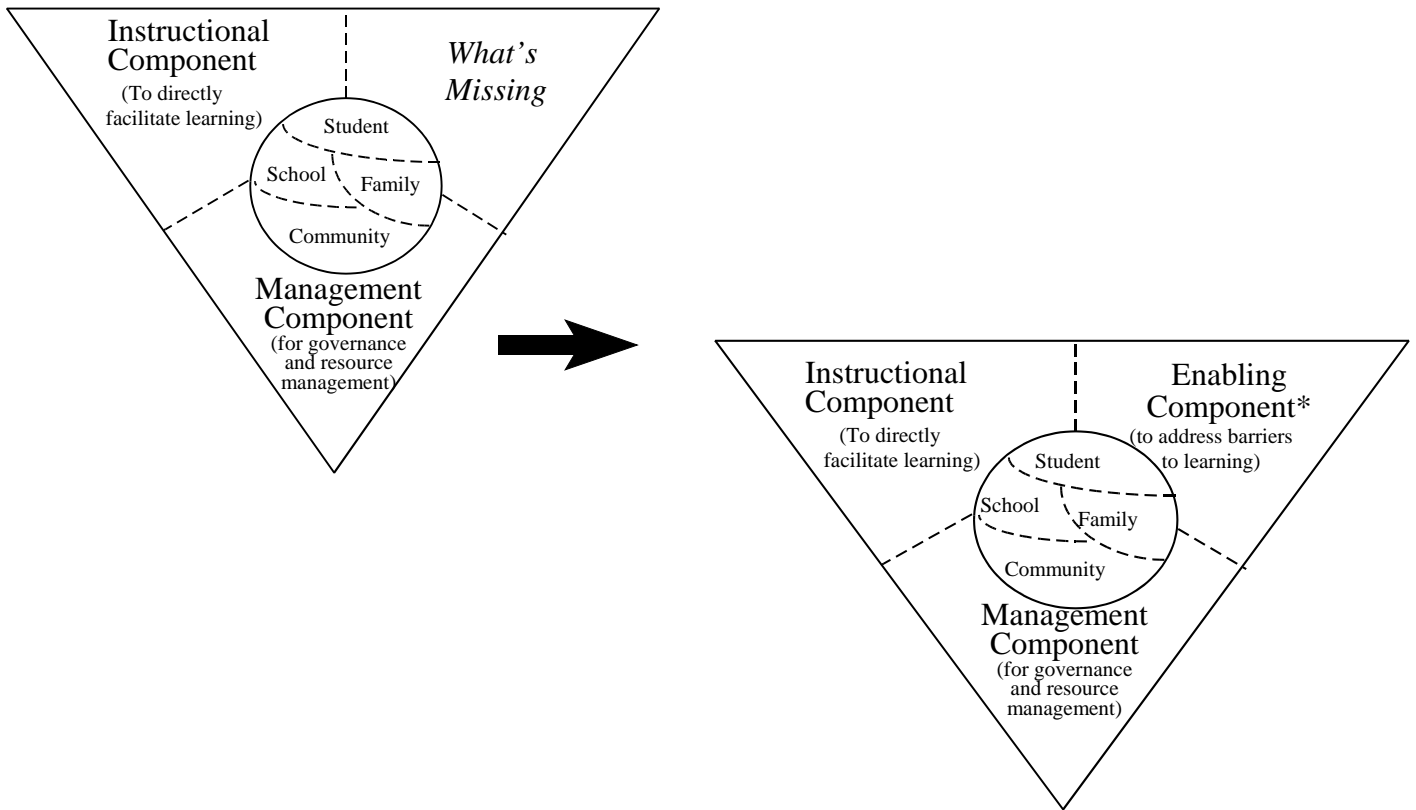 Instructional
Component
(To directly
facilitate learning)
What's
Missing
Student
School
Family
Community
Management
Component
(for governance
and resource
management)
Instructional
Component
(To directly
facilitate learning)
Enabling
Component*
(to address barriers
to learning)
Student
School
Family
Community
Management
Component
(for governance
and resource
management)